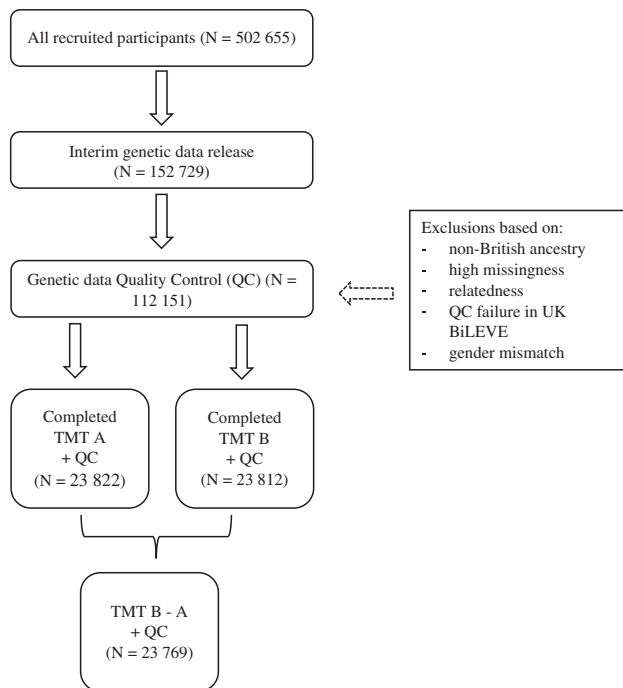 All recruited participants (N = 502 655)
Interim genetic data release
(N = 152 729)
Genetic data Quality Control (QC) (N =
112 151)
Exclusions based on:
- non-British ancestry
- high missingness
- relatedness
- QC failure in UK
BiLEVE
- gender mismatch
Completed
TMT A
+ QC
(N = 23 822)
Completed
TMT B
+ QC
(N = 23 812)
TMT B - A
+ QC
(N = 23 769)